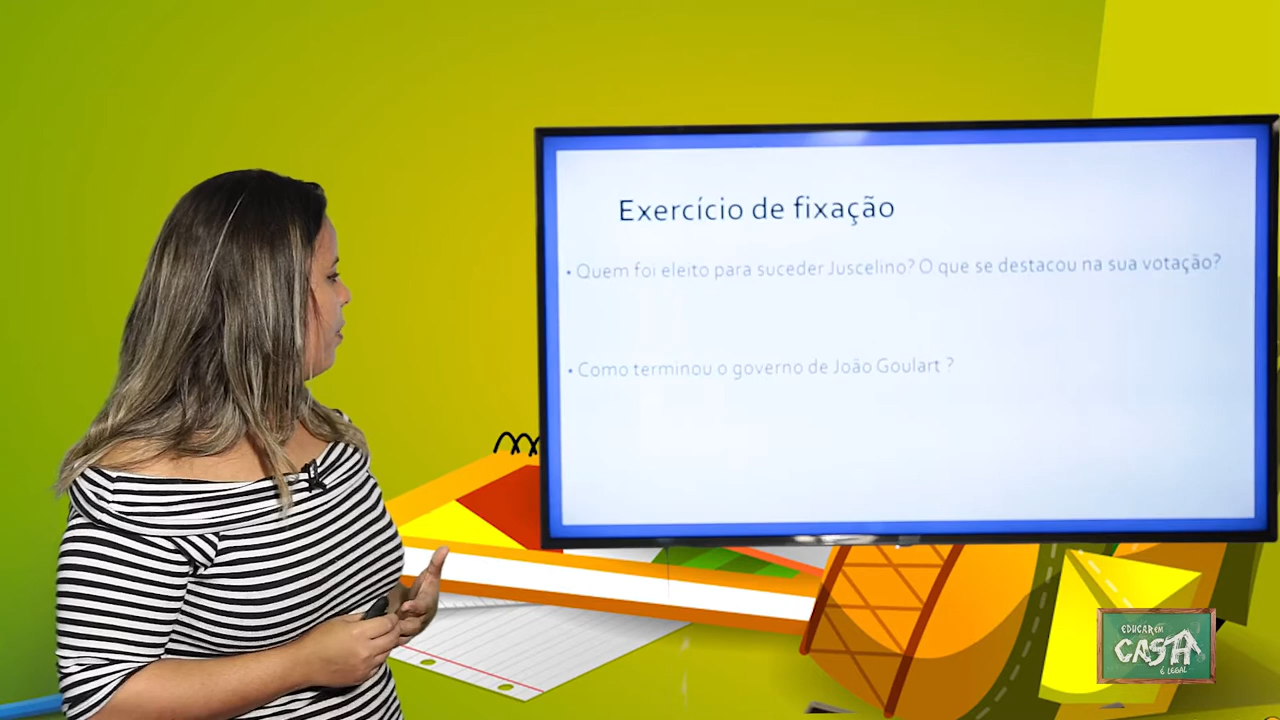 Exercício de fixação
• Quem foi eleito para suceder Juscelino? O que se destacou na sua votação?
• Como terminou o governo de João Goulart ?
EDUCAR EM
CASA
É LEGAL